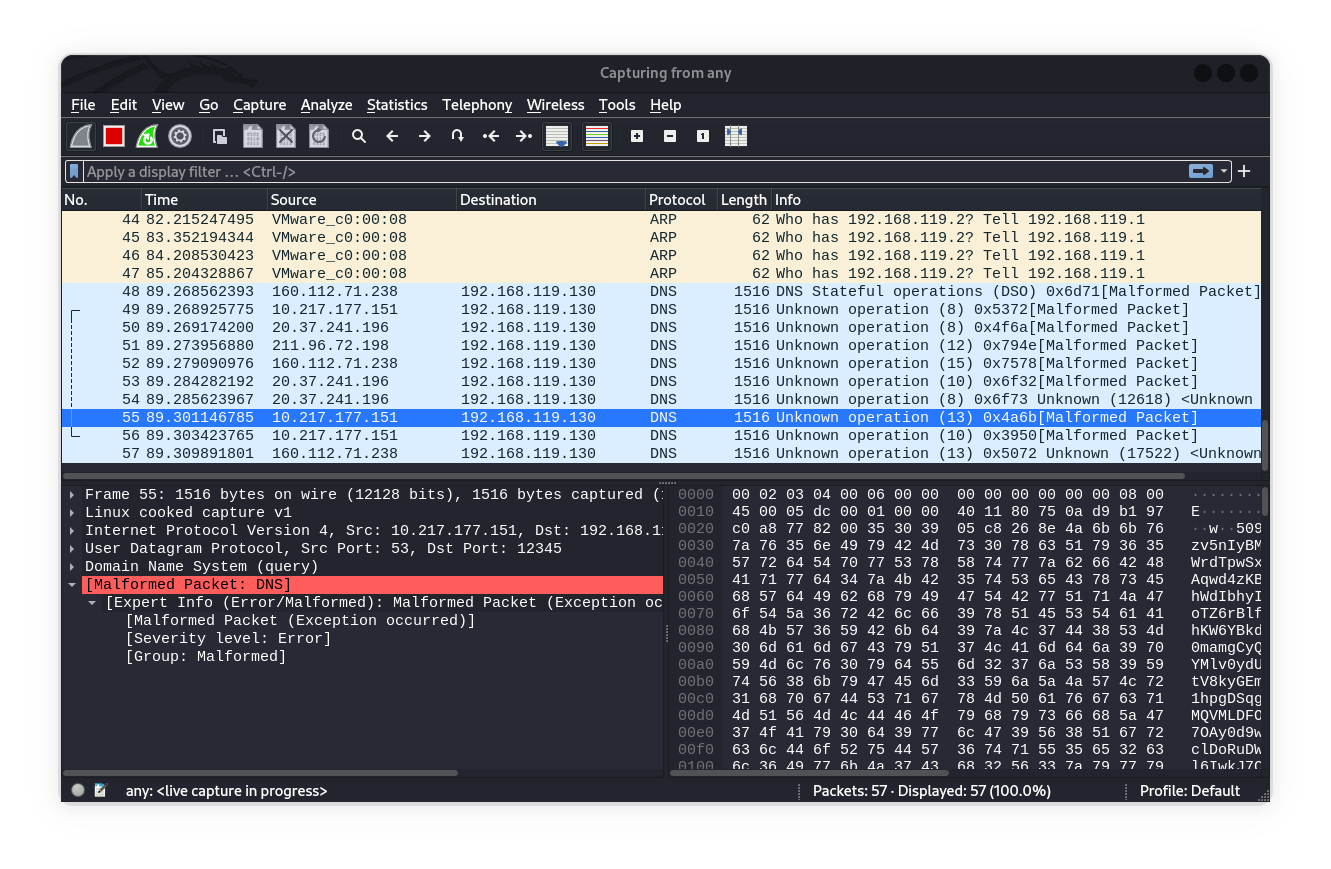 Capturing from any
File Edit View Go Capture Analyze Statistics Telephony Wireless Tools Help
Apply a display filter … <Ctrl-/>
No. Time Source Destination Protocol Length Info
44 82.215247495 VMware_c0:00:08 ARP 62 Who has 192.168.119.2? Tell 192.168.119.1
45 83.352194344 VMware_c0:00:08 ARP 62 Who has 192.168.119.2? Tell 192.168.119.1
46 84.208530423 VMware_c0:00:08 ARP 62 Who has 192.168.119.2? Tell 192.168.119.1
47 85.204328867 VMware_c0:00:08 ARP 62 Who has 192.168.119.2? Tell 192.168.119.1
48 89.268562393 160.112.71.238 192.168.119.130 DNS 1516 DNS Stateful operations (DSO) 0x6d71[Malformed Packet]
49 89.268925775 10.217.177.151 192.168.119.130 DNS 1516 Unknown operation (8) 0x5372[Malformed Packet]
50 89.269174200 20.37.241.196 192.168.119.130 DNS 1516 Unknown operation (8) 0x4f6a[Malformed Packet]
51 89.273956880 211.96.72.198 192.168.119.130 DNS 1516 Unknown operation (12) 0x794e[Malformed Packet]
52 89.279090976 160.112.71.238 192.168.119.130 DNS 1516 Unknown operation (15) 0x7578[Malformed Packet]
53 89.284282192 20.37.241.196 192.168.119.130 DNS 1516 Unknown operation (10) 0x6f32[Malformed Packet]
54 89.285623967 20.37.241.196 192.168.119.130 DNS 1516 Unknown operation (8) 0x6f73 Unknown (12618) <Unknown
55 89.301146785 10.217.177.151 192.168.119.130 DNS 1516 Unknown operation (13) 0x4a6b[Malformed Packet]
56 89.303423765 10.217.177.151 192.168.119.130 DNS 1516 Unknown operation (10) 0x3950[Malformed Packet]
57 89.309891801 160.112.71.238 192.168.119.130 DNS 1516 Unknown operation (13) 0x5072 Unknown (17522) <Unknown
Frame 55: 1516 bytes on wire (12128 bits), 1516 bytes captured (
Linux cooked capture v1
Internet Protocol Version 4, Src: 10.217.177.151, Dst: 192.168.11
User Datagram Protocol, Src Port: 53, Dst Port: 12345
Domain Name System (query)
[Malformed Packet: DNS]
[Expert Info (Error/Malformed): Malformed Packet (Exception oc
[Malformed Packet (Exception occurred)]
[Severity level: Error]
[Group: Malformed]
0000 00 02 03 04 00 06 00 00 00 00 00 00 00 00 08 00 ········
0010 45 00 05 dc 00 01 00 00 40 11 80 75 0a d9 b1 97 E·······
0020 c0 a8 77 82 00 35 30 39 05 c8 26 8e 4a 6b 6b 76 ··w··509
0030 7a 76 35 6e 49 79 42 4d 73 30 78 63 51 79 36 35 zv5nIyBM
0040 57 72 64 54 70 77 53 78 58 74 77 7a 62 66 42 48 WrdTpwSx
0050 41 71 77 64 34 7a 4b 42 35 74 53 65 43 78 73 45 Aqwd4zKB
0060 68 57 64 49 62 68 79 49 47 54 42 77 51 71 4a 47 hWdIbhyI
0070 6f 54 5a 36 72 42 6c 66 39 78 51 45 53 54 61 41 oTZ6rBlf
0080 68 4b 57 36 59 42 6b 64 39 7a 4c 37 44 38 53 4d hKW6YBkd
0090 30 6d 61 6d 67 43 79 51 37 4c 41 6d 64 6a 39 70 0mamgCyQ
00a0 59 4d 6c 76 30 79 64 55 6d 32 37 6a 53 58 39 59 YMlv0ydU
00b0 74 56 38 6b 79 47 45 6d 33 59 6a 5a 4a 57 4c 72 tV8kyGEm
00c0 31 68 70 67 44 53 71 67 78 4d 50 61 76 67 63 71 1hpgDSqg
00d0 4d 51 56 4d 4c 44 46 4f 79 68 79 73 66 68 5a 47 MQVMLDFO
00e0 37 4f 41 79 30 64 39 77 6c 47 39 56 38 51 67 72 7OAy0d9w
00f0 63 6c 44 6f 52 75 44 57 36 74 71 55 35 65 32 63 clDoRuDW
0100 6c 36 49 77 6b 4a 37 43 68 32 56 33 7a 79 77 79 l6IwkJ7C
any: <live capture in progress>
Packets: 57 · Displayed: 57 (100.0%)
Profile: Default